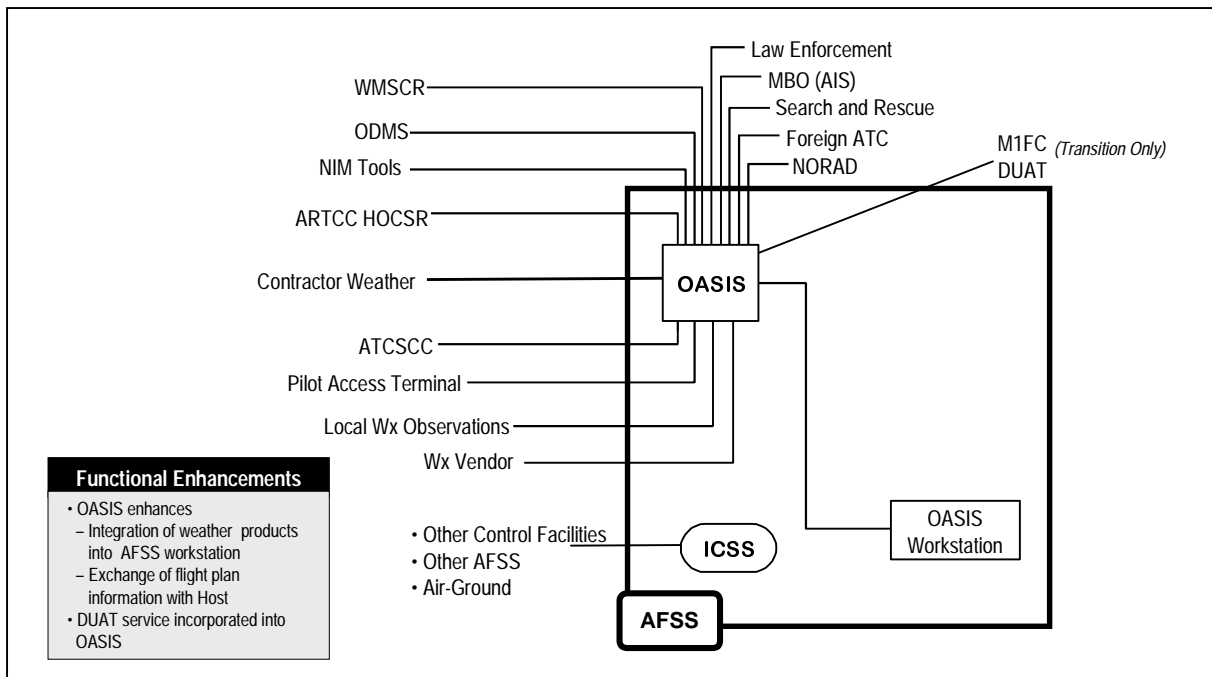 Law Enforcement
MBO (AIS)
Search and Rescue
Foreign ATC
NORAD
WMSCR
ODMS
NIM Tools
ARTCC HOCSR
Contractor Weather
ATCSCC
Pilot Access Terminal
Local Wx Observations
Wx Vendor
M1FC (Transition Only)
DUAT
OASIS
OASIS
Workstation
• Other Control Facilities
• Other AFSS
• Air-Ground
ICSS
AFSS
Functional Enhancements
• OASIS enhances
– Integration of weather products
into AFSS workstation
– Exchange of flight plan
information with Host
• DUAT service incorporated into
OASIS